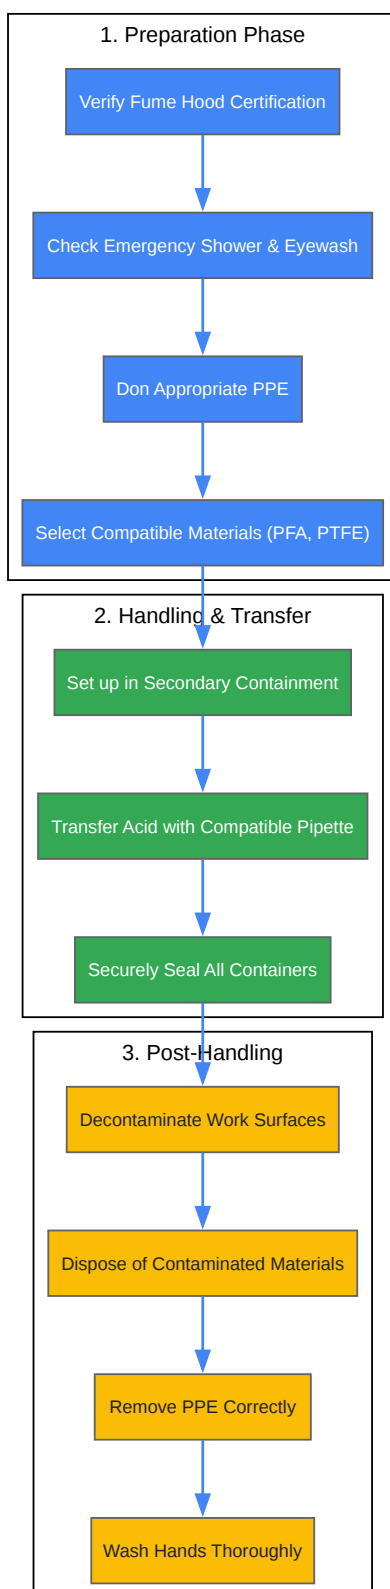 1. Preparation Phase
Verify Fume Hood Certification
Check Emergency Shower & Eyewash
Don Appropriate PPE
Select Compatible Materials (PFA, PTFE)
2. Handling & Transfer
Set up in Secondary Containment
Transfer Acid with Compatible Pipette
Securely Seal All Containers
3. Post-Handling
Decontaminate Work Surfaces
Dispose of Contaminated Materials
Remove PPE Correctly
Wash Hands Thoroughly